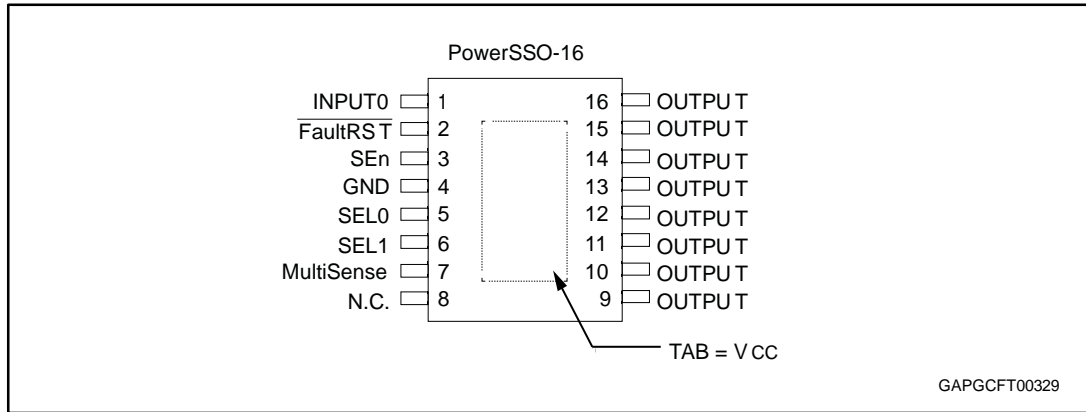 PowerSSO-16
INPUT0 1 16 OUTPUT
FaultRST 2 15 OUTPUT
SEn 3 14 OUTPUT
GND 4 13 OUTPUT
SEL0 5 12 OUTPUT
SEL1 6 11 OUTPUT
MultiSense 7 10 OUTPUT
N.C. 8 9 OUTPUT
TAB = VCC
GAPGCFT00329